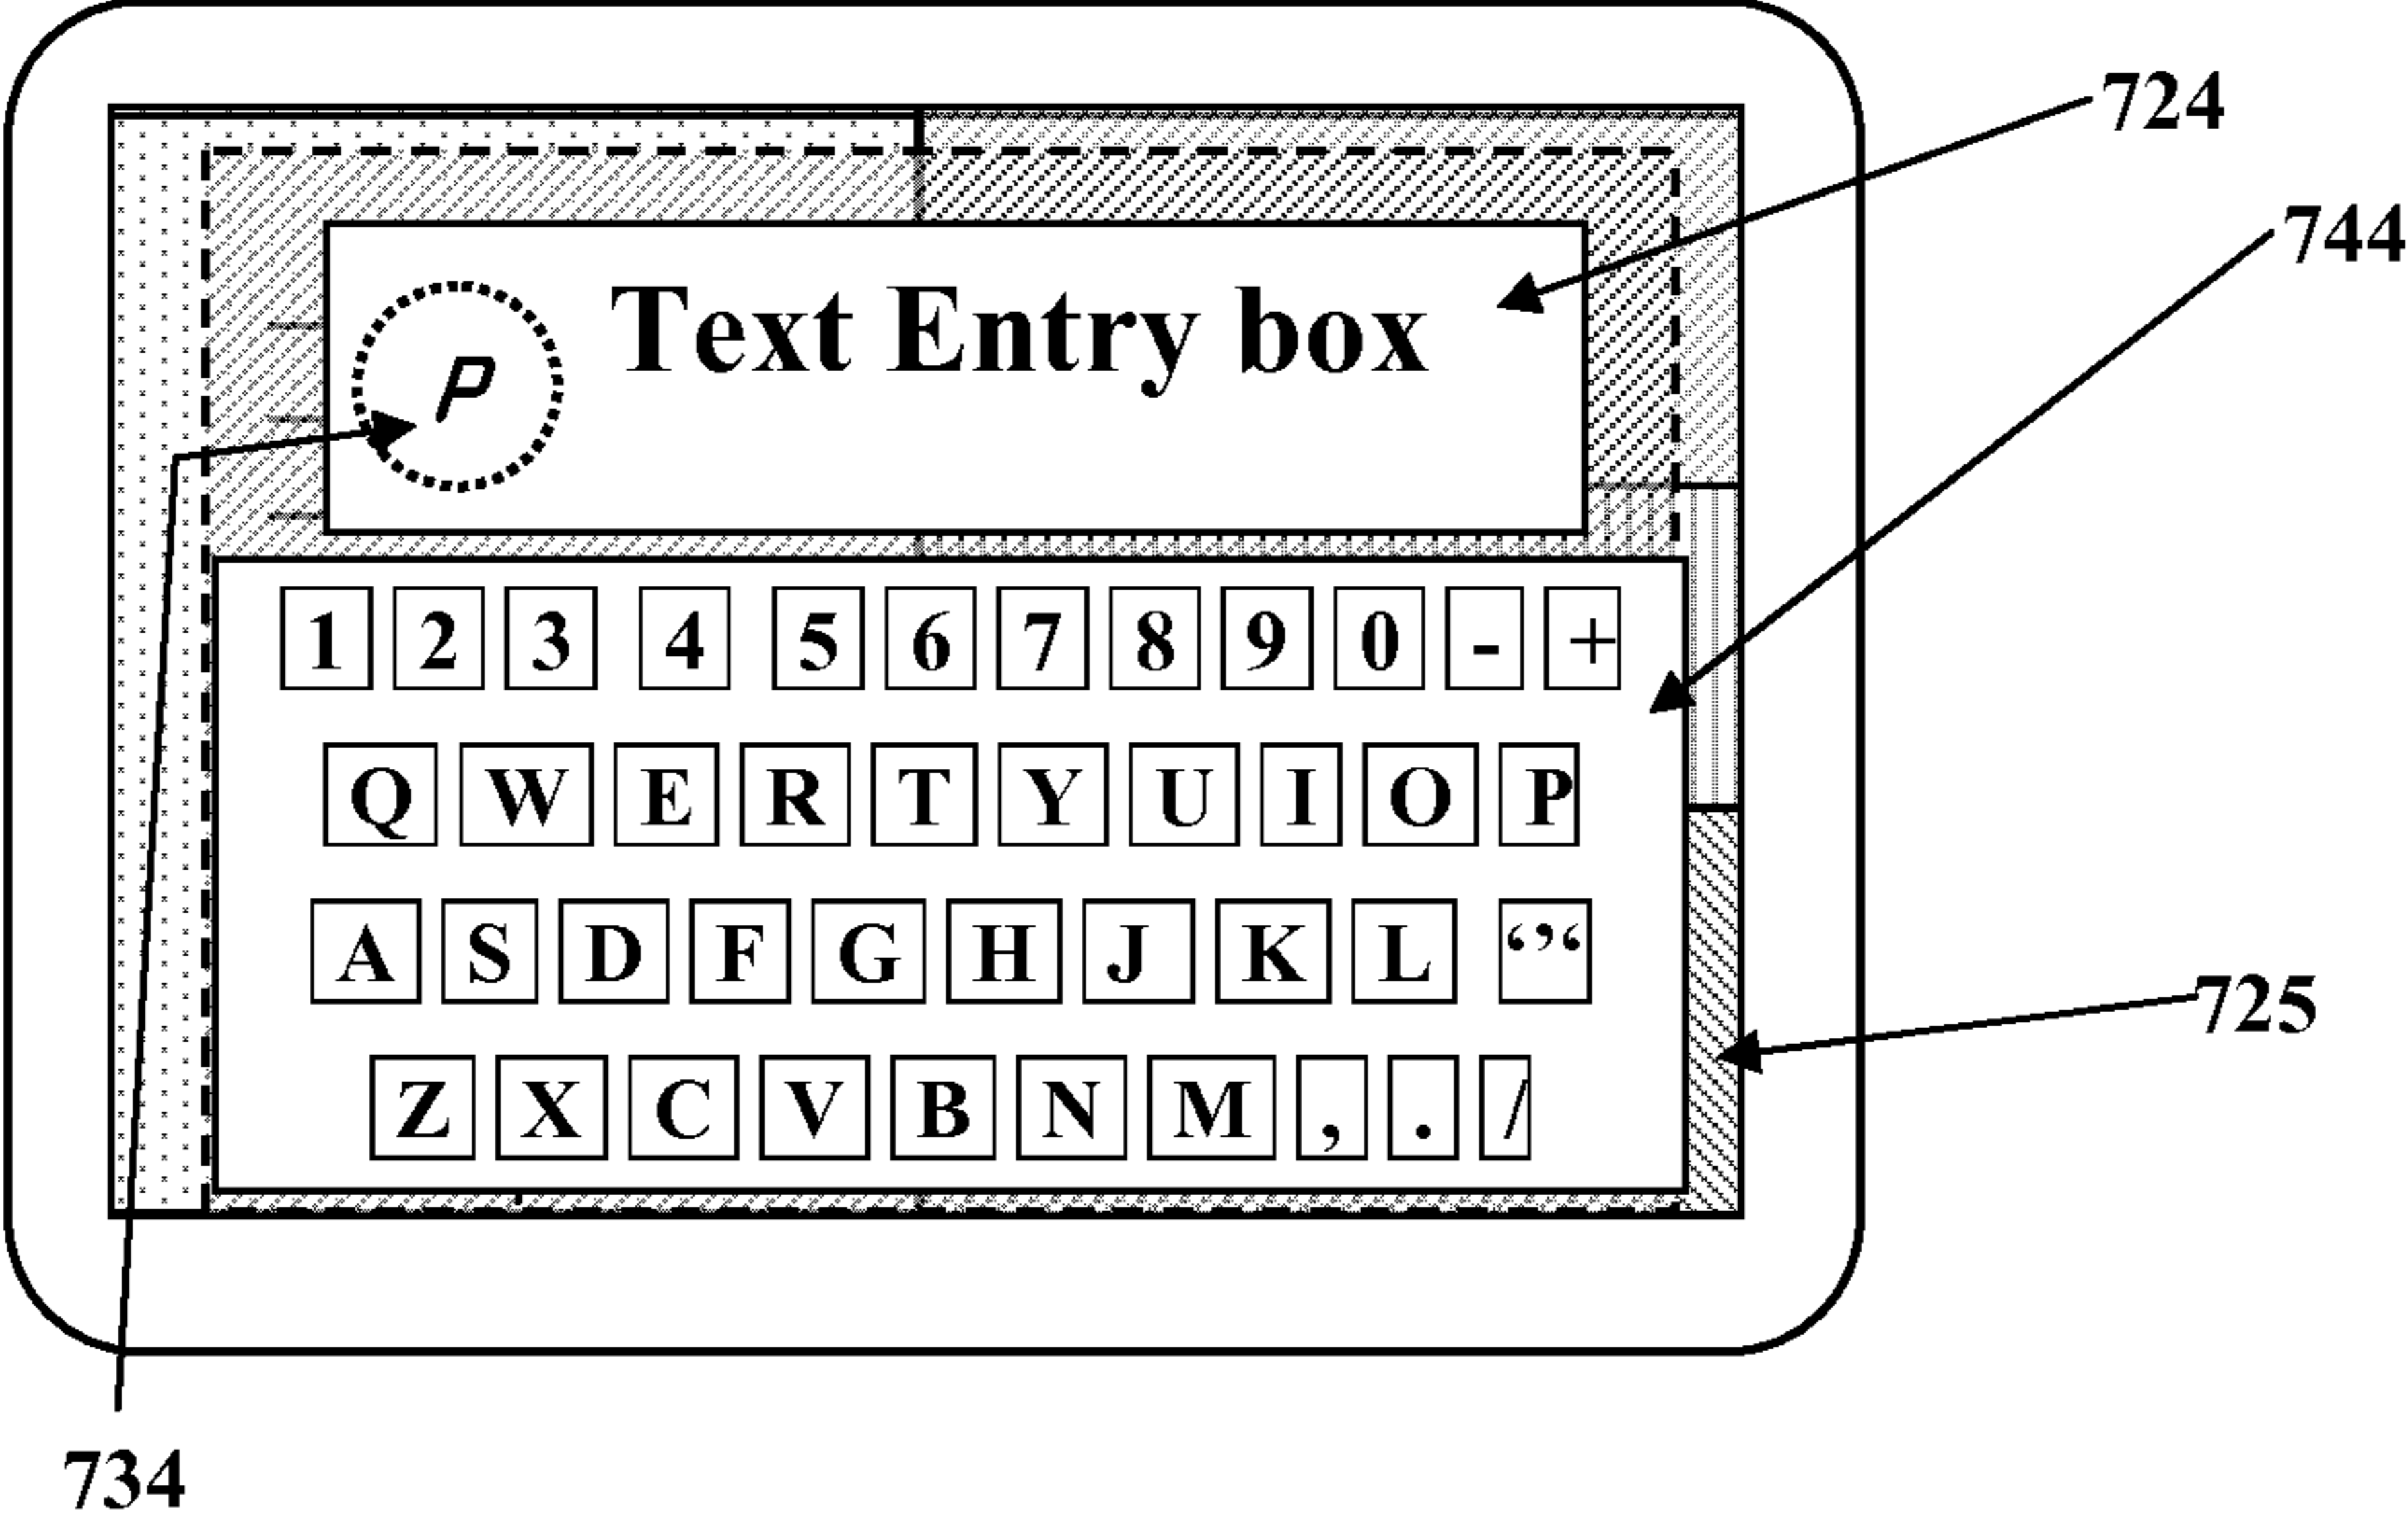 724
744
Text Entry box
P
1 2 3 4 5 6 7 8 9 0 - +
Q W E R T Y U I O P
A S D F G H J K L “’“
Z X C V B N M , . /
725
734